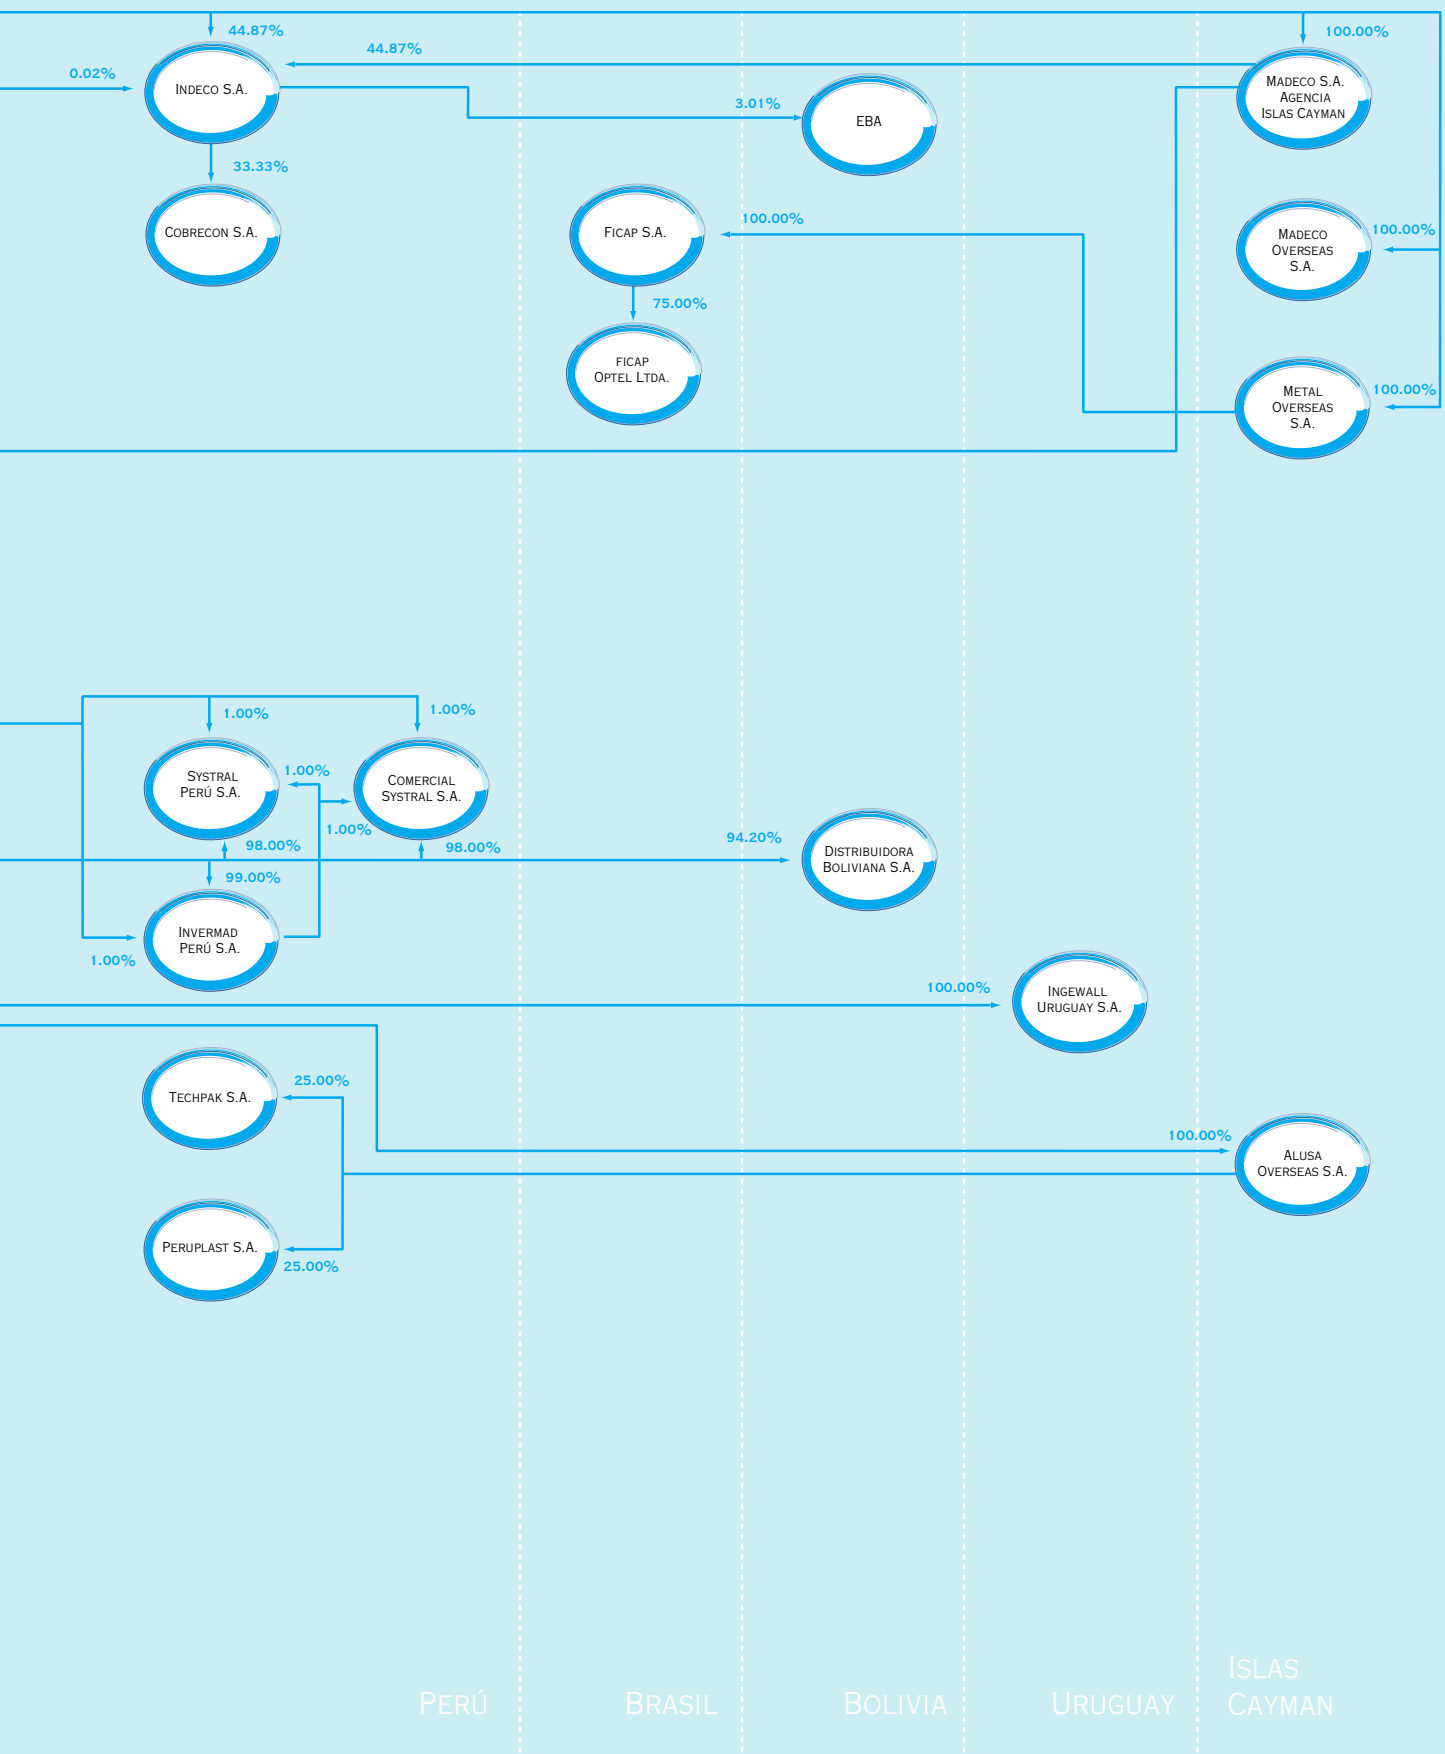 44.87%
100.00%
44.87%
0.02%
INDECO S.A.
MADECO S.A.
AGENCIA
ISLAS CAYMAN
3.01%
EBA
33.33%
COBRECON S.A.
FICAP S.A.
100.00%
MADECO
OVERSEAS
S.A.
100.00%
75.00%
FICAP
OPTEL LTDA.
METAL
OVERSEAS
S.A.
100.00%
1.00%
1.00%
SYSTRAL
PERÚ S.A.
1.00%
COMERCIAL
SYSTRAL S.A.
1.00%
98.00%
98.00%
94.20%
DISTRIBUIDORA
BOLIVIANA S.A.
99.00%
INVERMAD
PERÚ S.A.
1.00%
100.00%
INGEWALL
URUGUAY S.A.
TECHPAK S.A.
25.00%
100.00%
ALUSA
OVERSEAS S.A.
PERUPLAST S.A.
25.00%
PERÚ
BRASIL
BOLIVIA
URUGUAY
ISLAS
CAYMAN